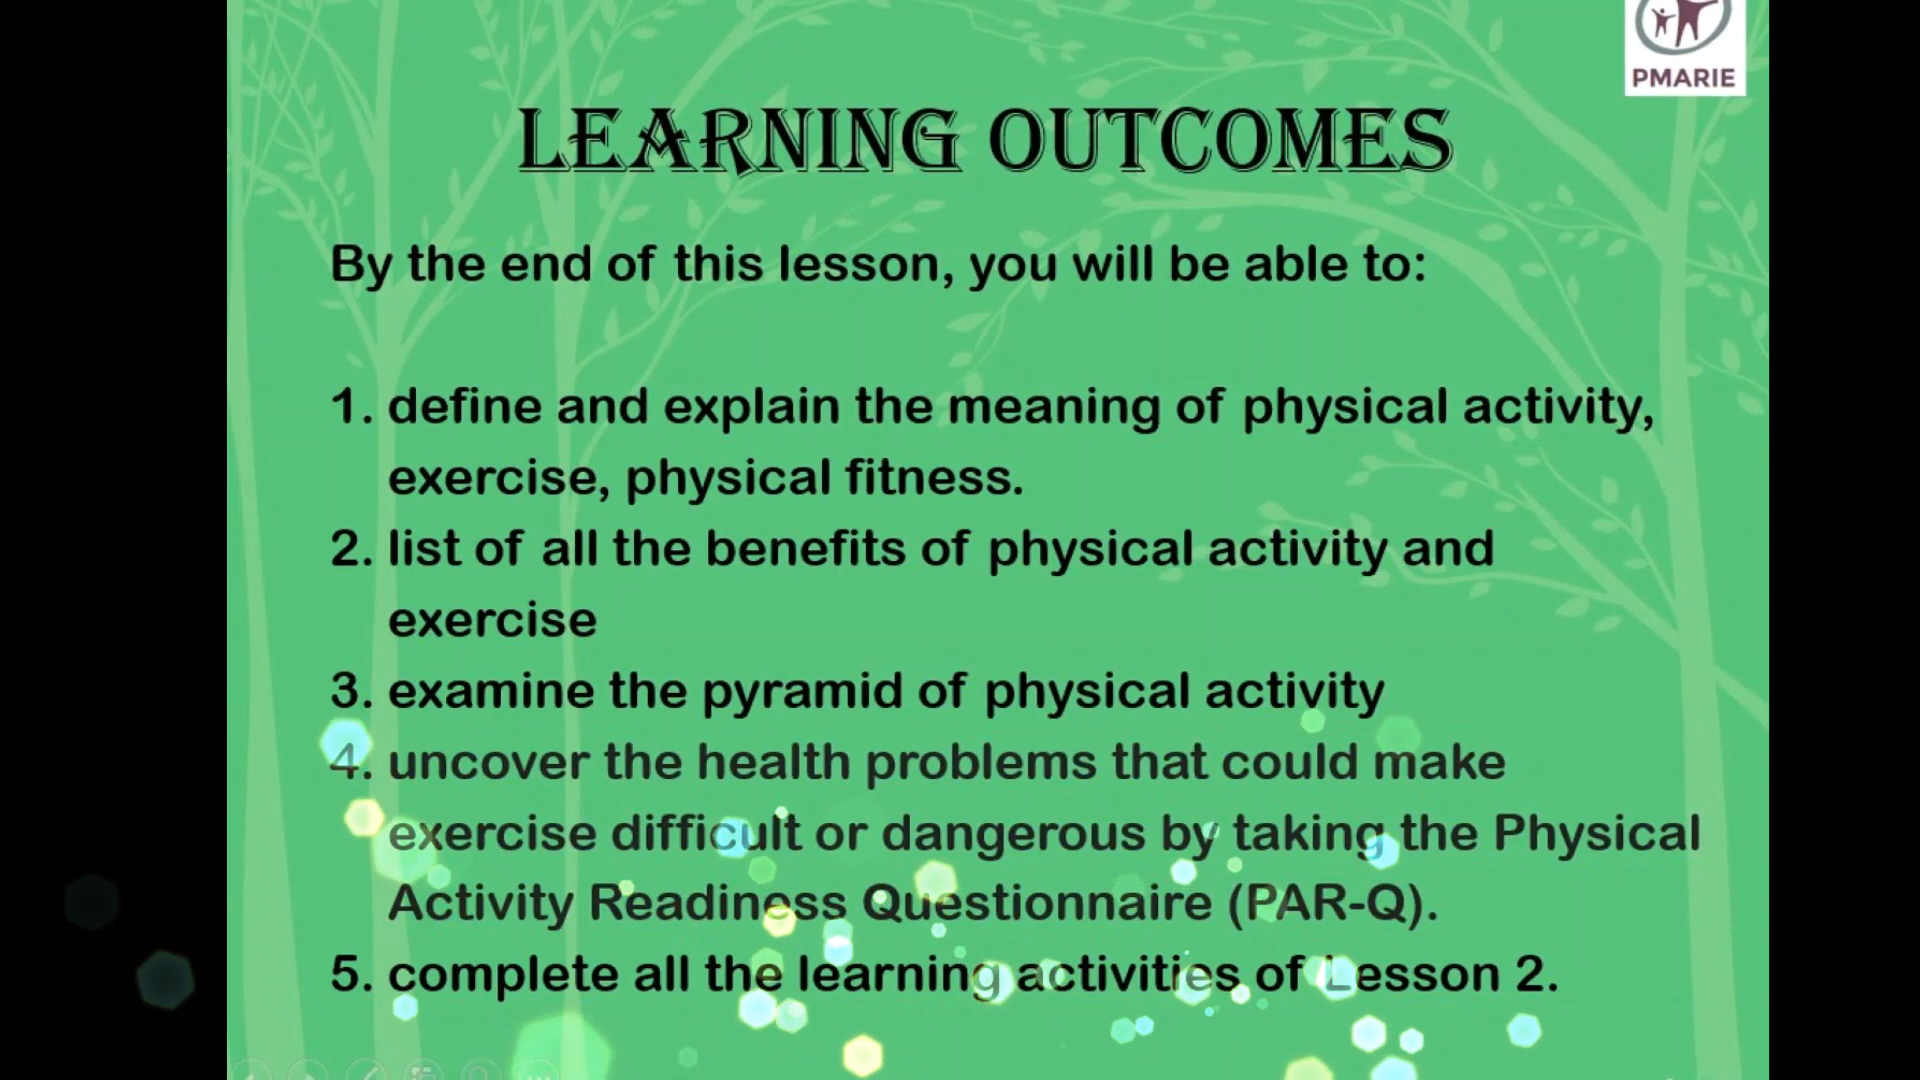 PMARIE
LEARNING OUTCOMES
By the end of this lesson, you will be able to:
1. define and explain the meaning of physical activity,
exercise, physical fitness.
2. list of all the benefits of physical activity and
exercise
3. examine the pyramid of physical activity
4. uncover the health problems that could make
exercise difficult or dangerous by taking the Physical
Activity Readiness Questionnaire (PAR-Q).
5. complete all the learning activities of Lesson 2.